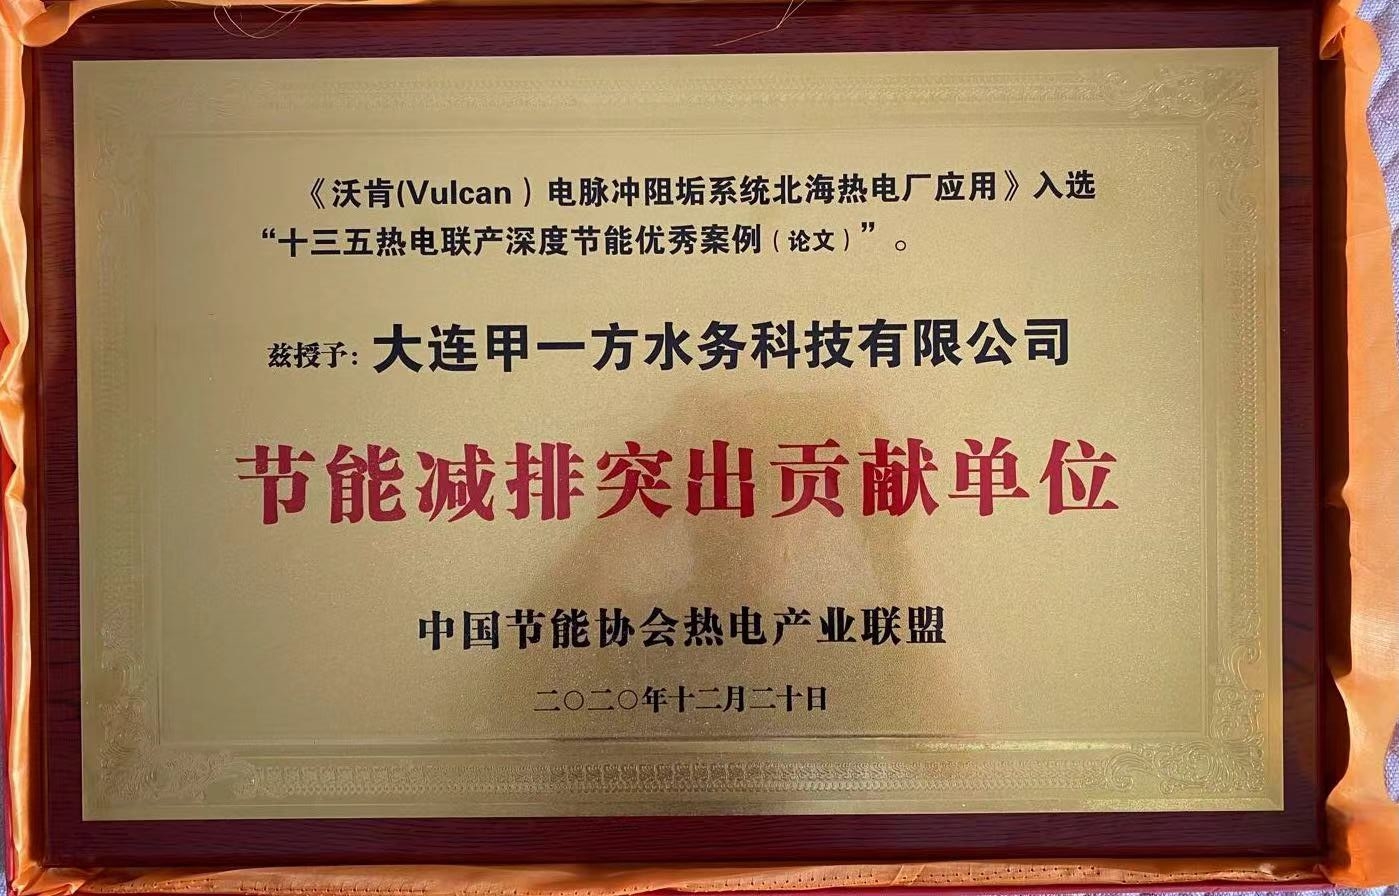 《沃肯(Vulcan）电脉冲阻垢系统北海热电厂应用》入选
“十三五热电联产深度节能优秀案例（论文）”。
兹授予：大连甲一方水务科技有限公司
节能减排突出贡献单位
中国节能协会热电产业联盟
二〇二〇年十二月二十日